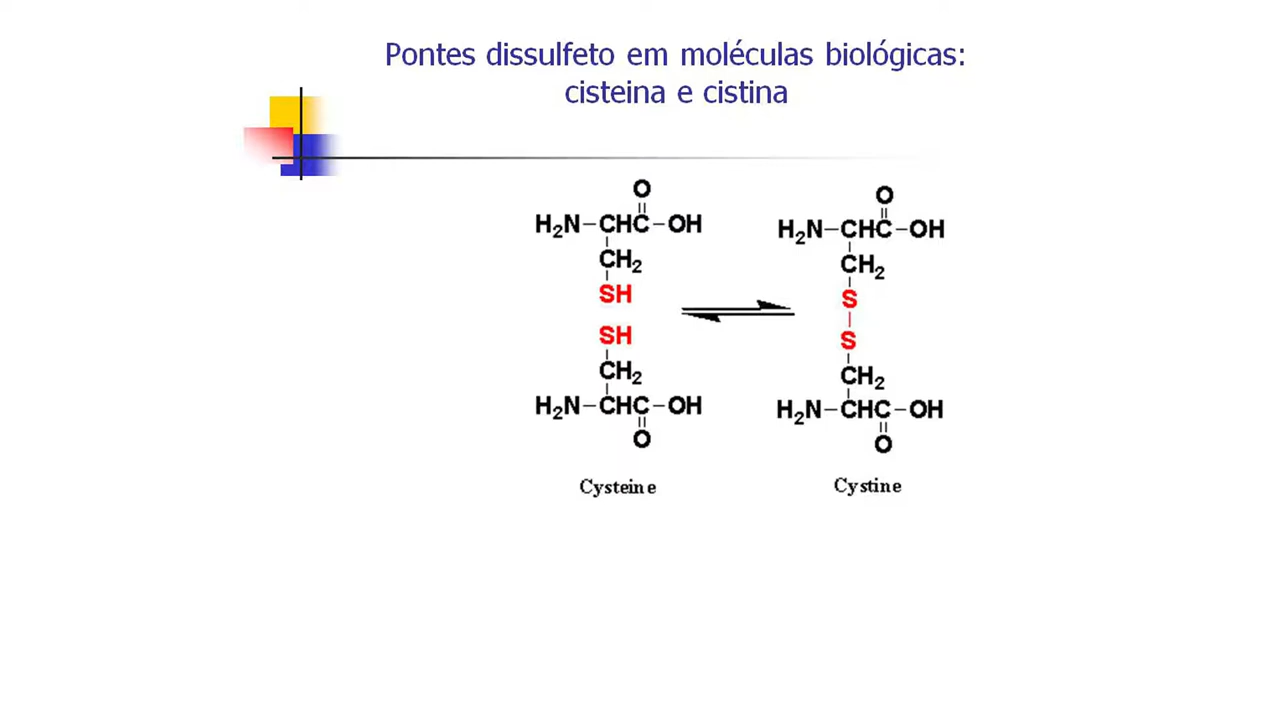 Pontes dissulfeto em moléculas biológicas:
cisteina e cistina
O
H₂N–CHC–OH
CH₂
SH
SH
CH₂
H₂N–CHC–OH
O
Cysteine
O
H₂N–CHC–OH
CH₂
S
S
CH₂
H₂N–CHC–OH
O
Cystine